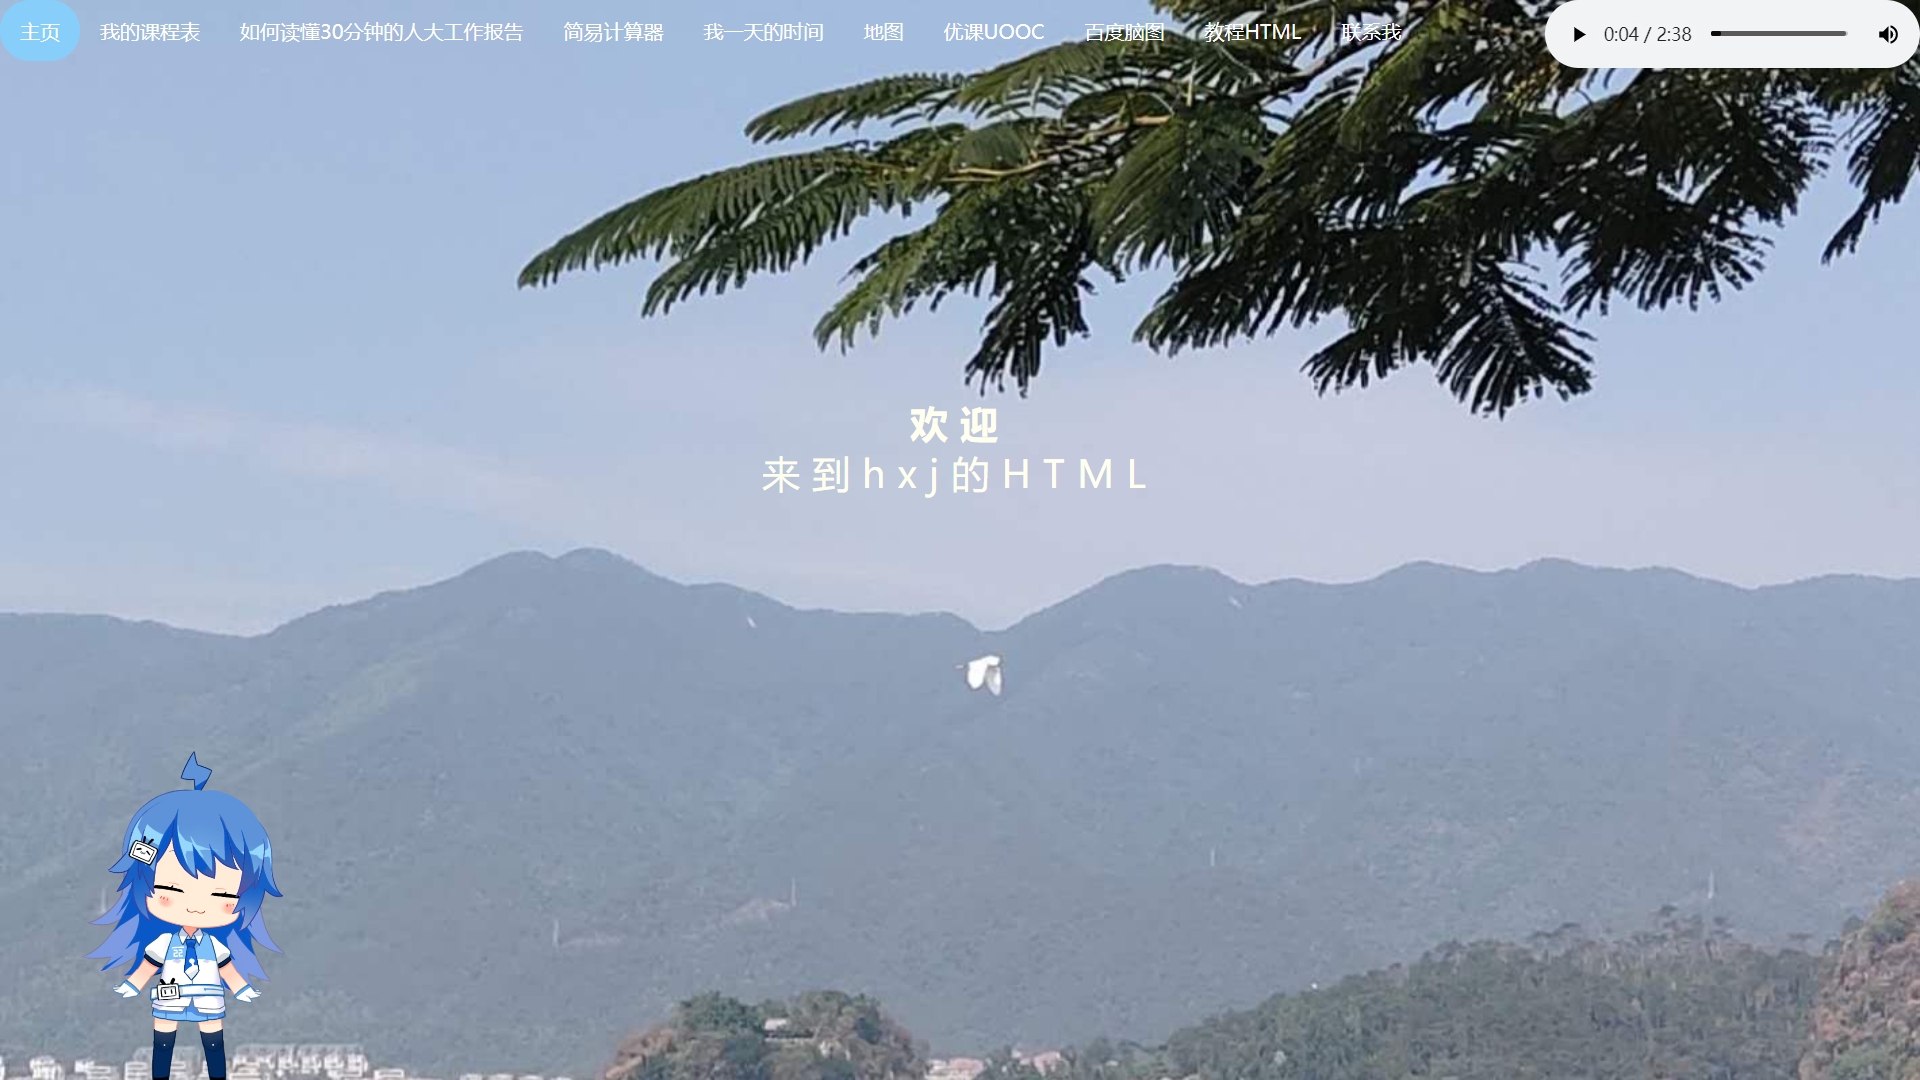 主页 我的课程表 如何读懂30分钟的人大工作报告 简易计算器 我一天的时间 地图 优课UOOC 百度脑图 教程HTML 联系我 0:04 / 2:38
欢 迎
来 到 h x j 的 H T M L
22